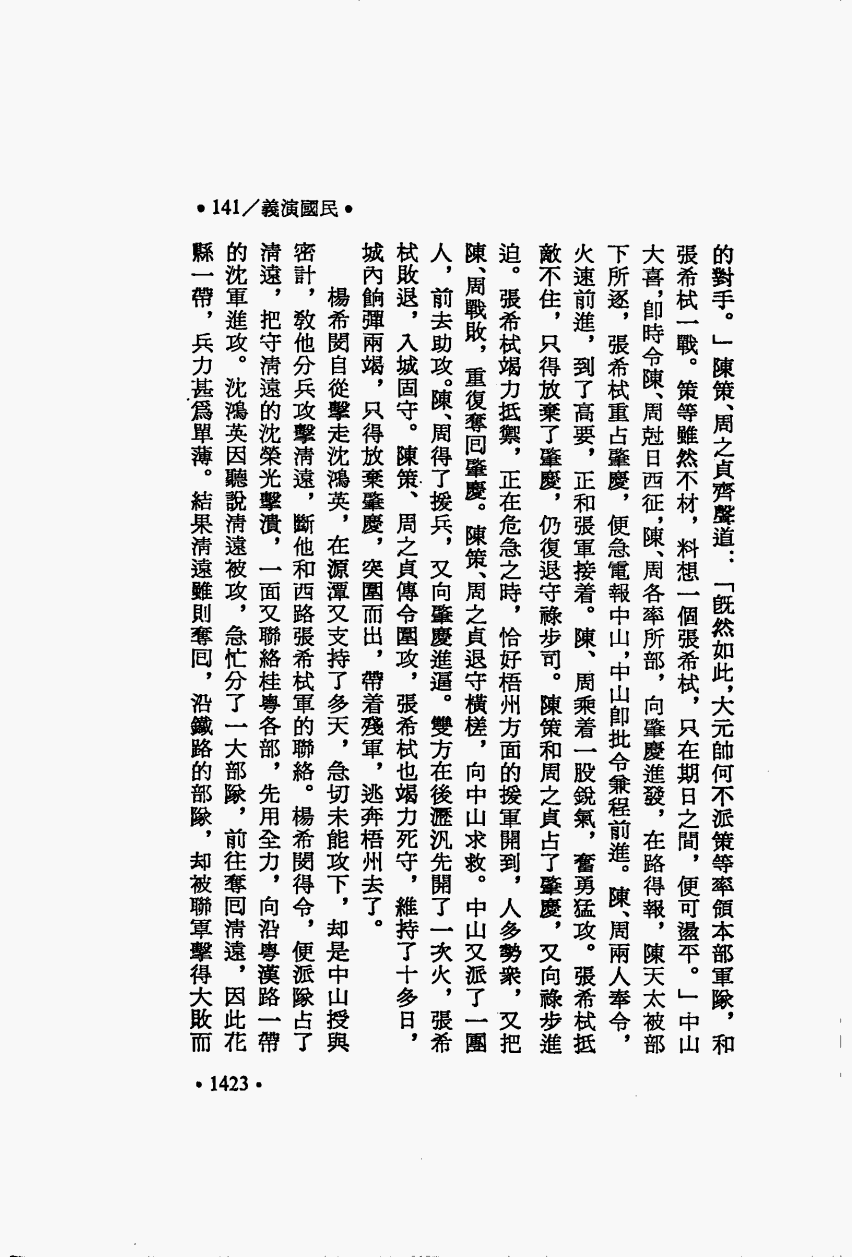 •141／義演國民•
的對手。」陳策、周之貞齊聲道：「旣然如此，大元帥何不派策等率領本部軍隊，和
張希栻一戰。策等雖然不材，料想一個張希栻，只在期日之間，便可盪平。」中山
大喜，卽時令陳、周尅日西征，陳、周各率所部，向肇慶進發，在路得報，陳天太被部
下所逐，張希栻重占肇慶，便急電報中山，中山卽批令兼程前進。陳、周兩人奉令，
火速前進，到了高要，正和張軍接着。陳、周乘着一股銳氣，奮勇猛攻。張希栻抵
敵不住，只得放棄了肇慶，仍復退守祿步司。陳策和周之貞占了肇慶，又向祿步進
迫。張希栻竭力抵禦，正在危急之時，恰好梧州方面的援軍開到，人多勢衆，又把
陳、周戰敗，重復奪囘肇慶。陳策、周之貞退守橫槎，向中山求救。中山又派了一團
人，前去助攻。陳、周得了援兵，又向肇慶進逼。雙方在後瀝汎先開了一次火，張希
栻敗退，入城固守。陳策、周之貞傳令圍攻，張希栻也竭力死守，維持了十多日，
城內餉彈兩竭，只得放棄肇慶，突圍而出，帶着殘軍，逃奔梧州去了。
楊希閔自從擊走沈鴻英，在源潭又支持了多天，急切未能攻下，却是中山授與
密計，敎他分兵攻擊清遠，斷他和西路張希栻軍的聯絡。楊希閔得令，便派隊占了
清遠，把守清遠的沈榮光擊潰，一面又聯絡桂粵各部，先用全力，向沿粵漢路一帶
的沈軍進攻。沈鴻英因聽說清遠被攻，急忙分了一大部隊，前往奪囘清遠，因此花
縣一帶，兵力甚爲單薄。結果清遠雖則奪囘，沿鐵路的部隊，却被聯軍擊得大敗而
•1423•